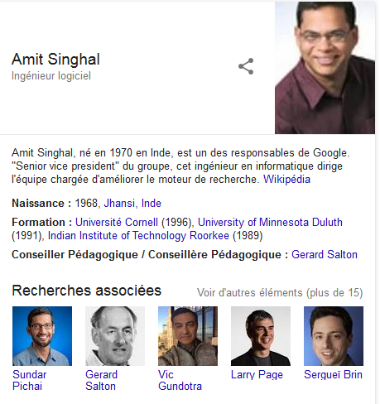 Amit Singhal
Ingénieur logiciel
Amit Singhal, né en 1970 en Inde, est un des responsables de Google.
"Senior vice president" du groupe, cet ingénieur en informatique dirige
l'équipe chargée d'améliorer le moteur de recherche. Wikipédia
Naissance : 1968, Jhansi, Inde
Formation : Université Cornell (1996), University of Minnesota Duluth
(1991), Indian Institute of Technology Roorkee (1989)
Conseiller Pédagogique / Conseillère Pédagogique : Gerard Salton
Recherches associées
Voir d'autres éléments (plus de 15)
Sundar
Pichai
Gerard
Salton
Vic
Gundotra
Larry Page
Sergueï Brin